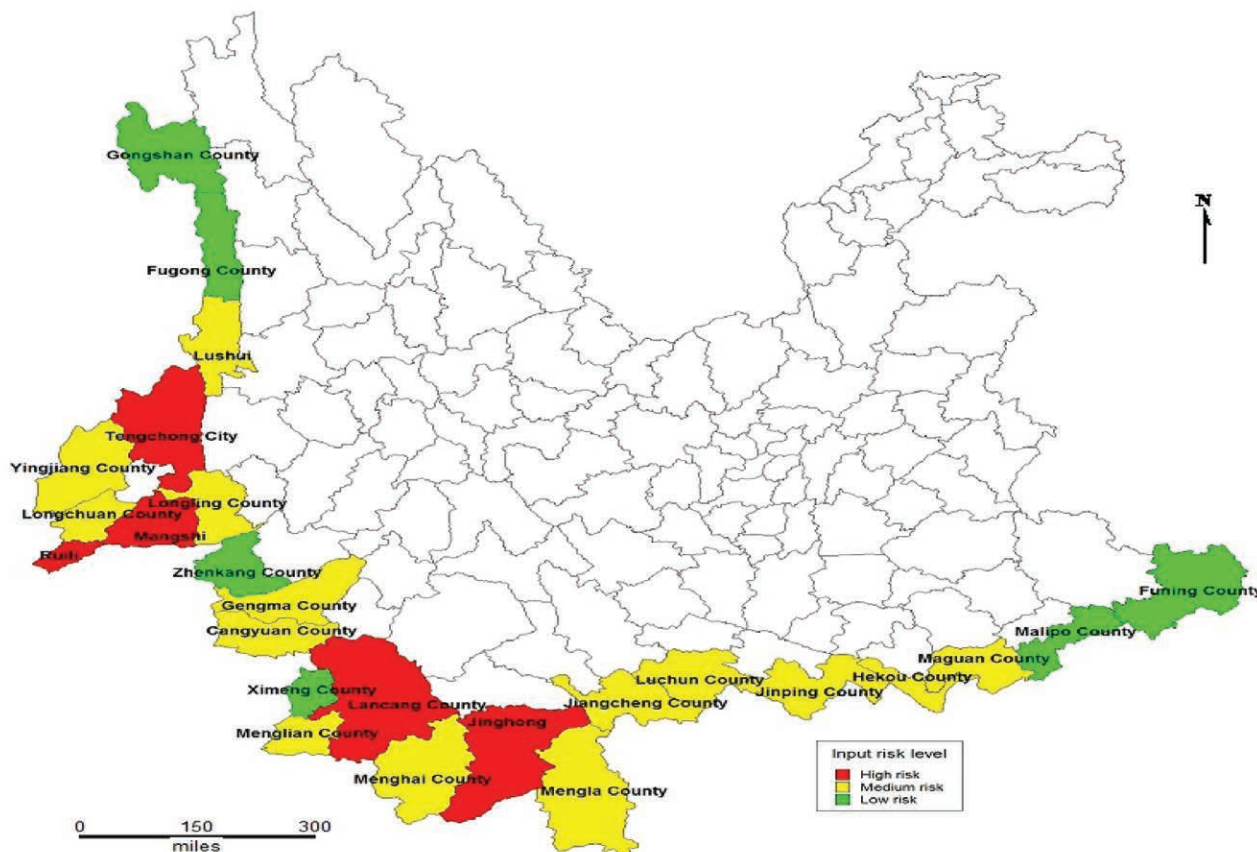 Gongshan County
N
Fugong County
Lushui
Tengchong City
Yingjiang County
Longling County
Longchuan County
Mangshi
Ruili
Zhenkang County
Funing County
Gengma County
Cangyuan County
Malipo County
Maguan County
Luchun County
Hekou County
Ximeng County
Jinping County
Lancang County
Jiangcheng County
Jinghong
Menglian County
Input risk level
Menghai County
High risk
Mengla County
Medium risk
Low risk
0 150 300
miles